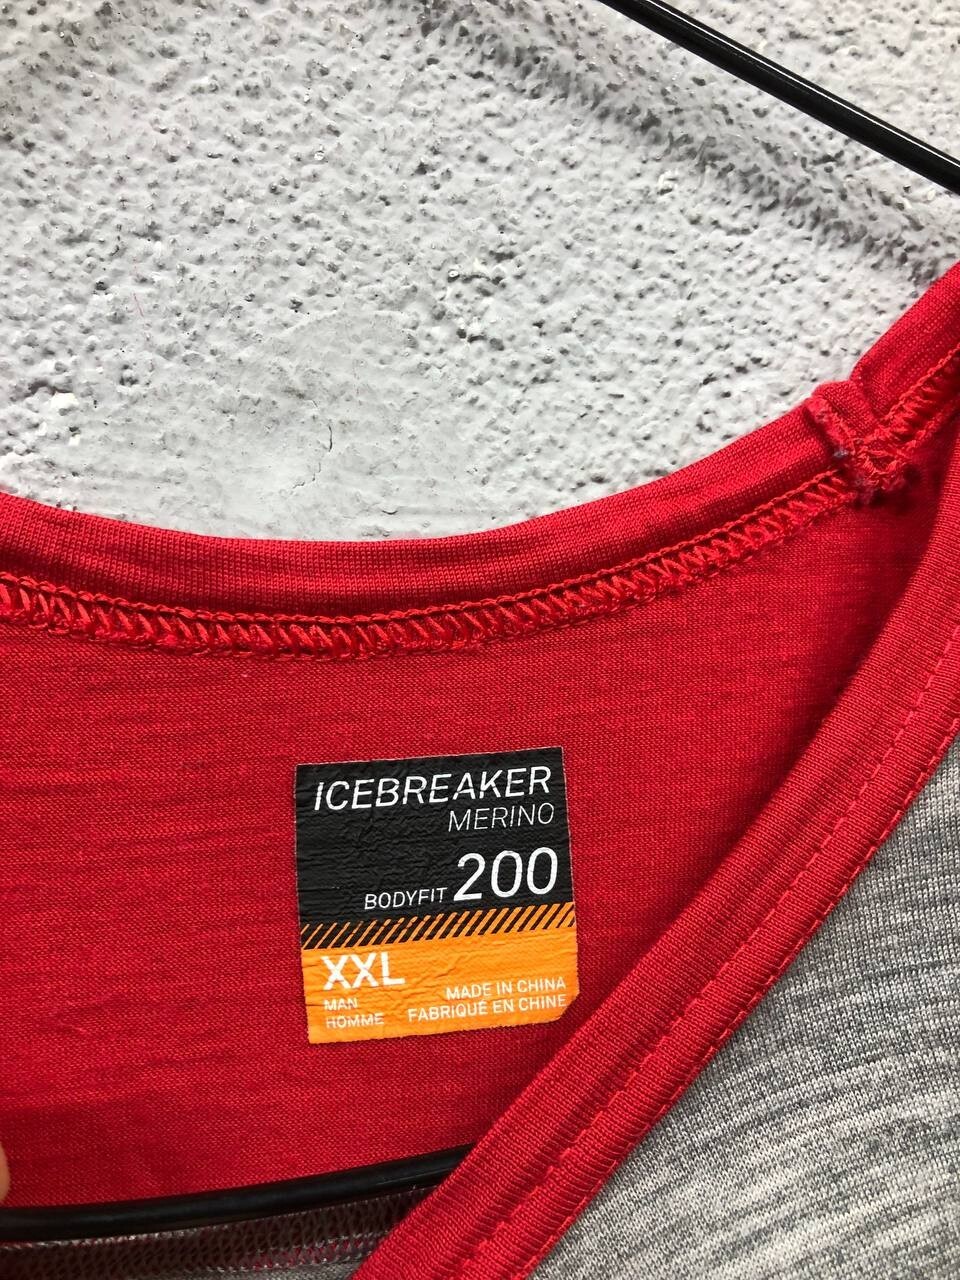 ICEBREAKER
MERINO
BODYFIT 200
XXL
MAN
HOMME
MADE IN CHINA
FABRIQUÉ EN CHINE